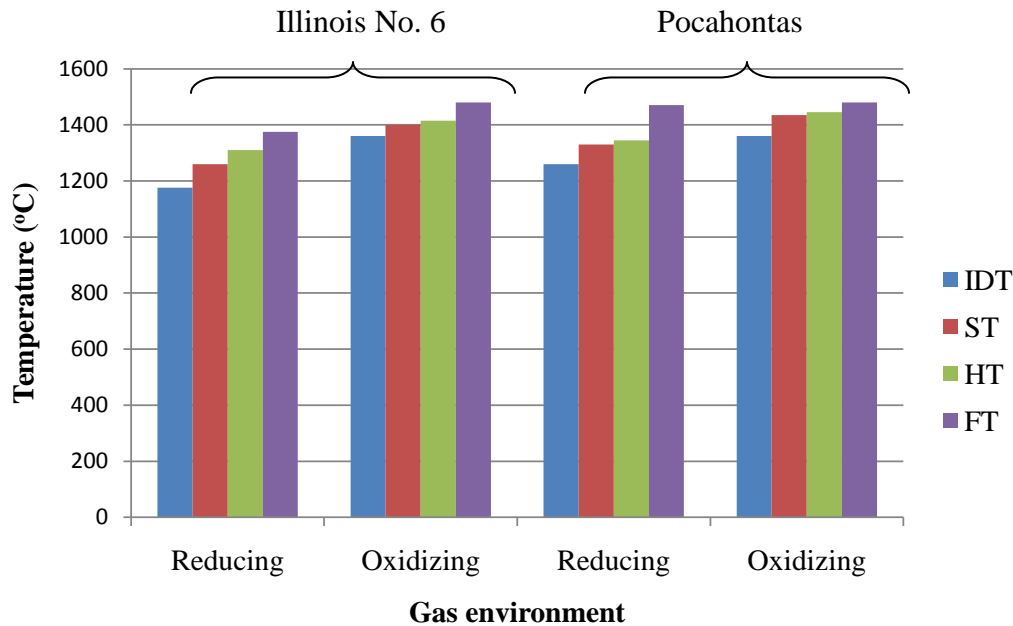 Illinois No. 6
Pocahontas
1600
1400
1200
1000
800
600
400
200
0
Temperature (°C)
Reducing
Oxidizing
Reducing
Oxidizing
Gas environment
IDT
ST
HT
FT